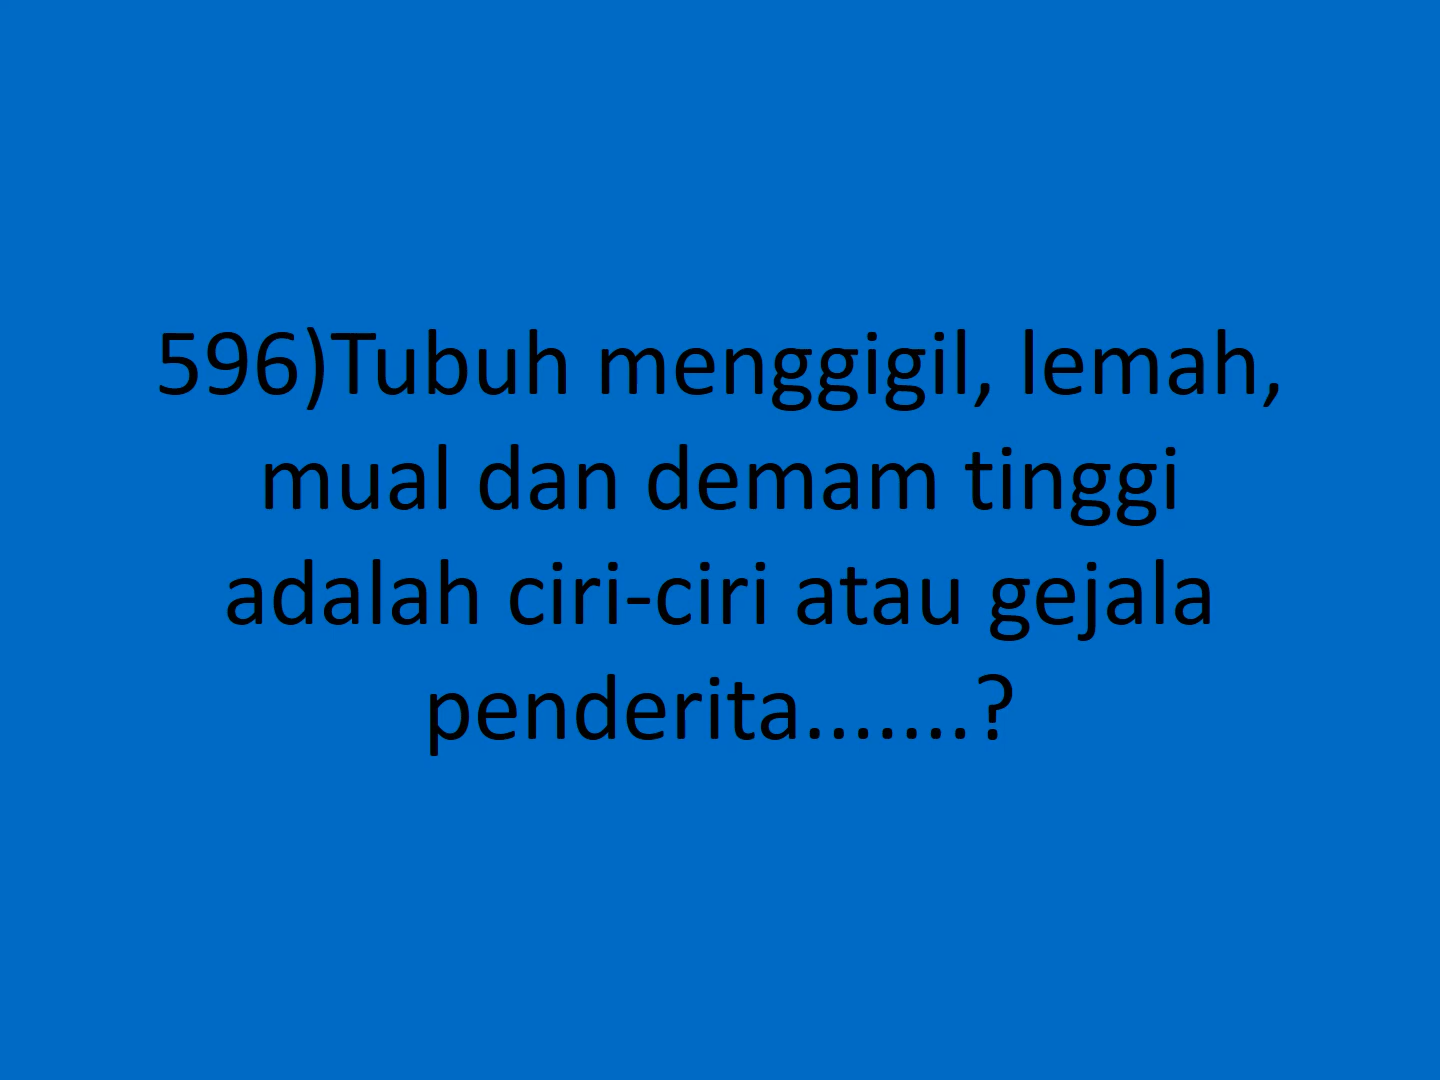 596)Tubuh menggigil, lemah,
mual dan demam tinggi
adalah ciri-ciri atau gejala
penderita.......?